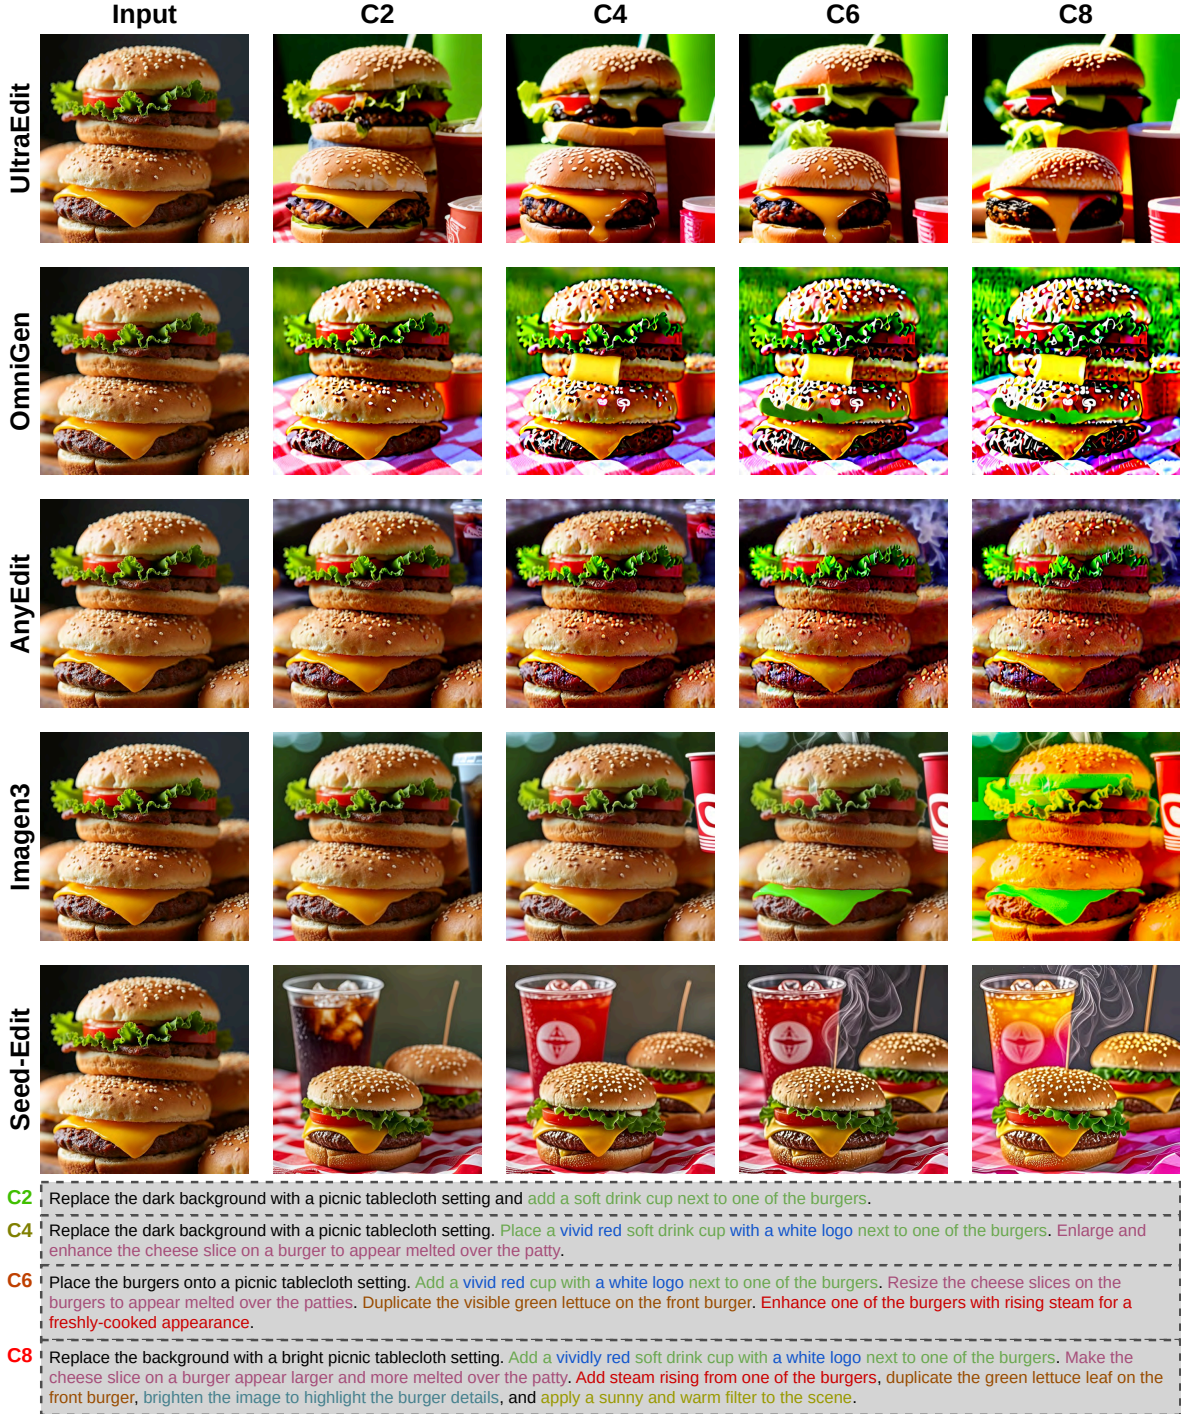 Input C2 C4 C6 C8
UltraEdit
OmniGen
AnyEdit
Imagen3
Seed-Edit
C2 Replace the dark background with a picnic tablecloth setting and add a soft drink cup next to one of the burgers.
C4 Replace the dark background with a picnic tablecloth setting. Place a vivid red soft drink cup with a white logo next to one of the burgers. Enlarge and
enhance the cheese slice on a burger to appear melted over the patty.
C6 Place the burgers onto a picnic tablecloth setting. Add a vivid red cup with a white logo next to one of the burgers. Resize the cheese slices on the
burgers to appear melted over the patties. Duplicate the visible green lettuce on the front burger. Enhance one of the burgers with rising steam for a
freshly-cooked appearance.
C8 Replace the background with a bright picnic tablecloth setting. Add a vividly red soft drink cup with a white logo next to one of the burgers. Make the
cheese slice on a burger appear larger and more melted over the patty. Add steam rising from one of the burgers, duplicate the green lettuce leaf on the
front burger, brighten the image to highlight the burger details, and apply a sunny and warm filter to the scene.